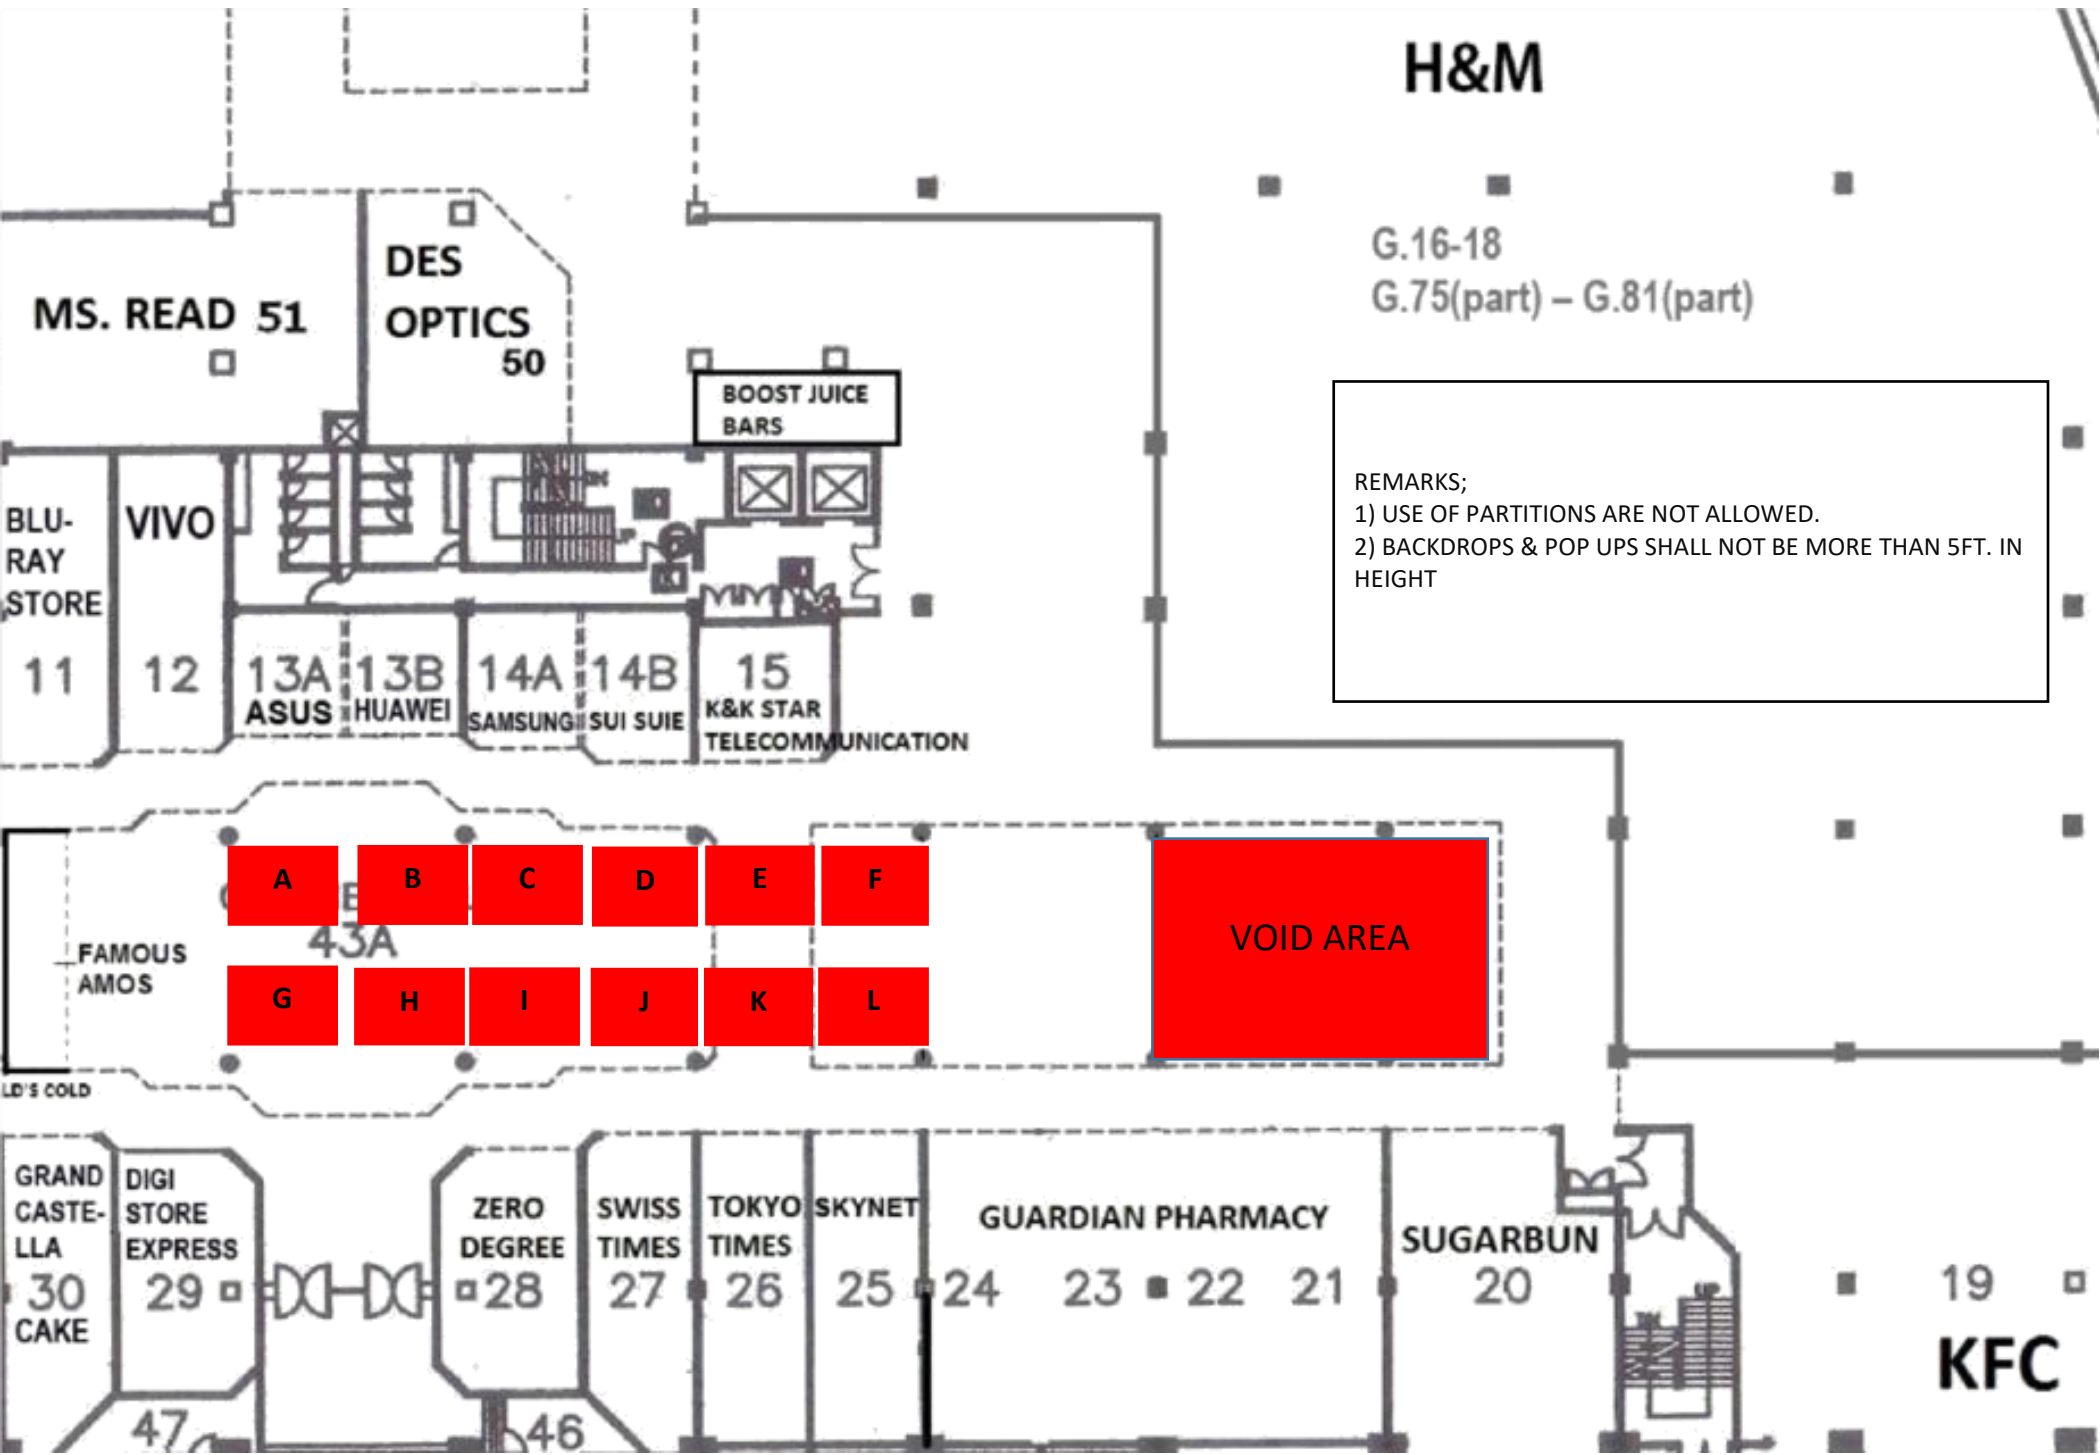 H&M
G.16-18
G.75(part) – G.81(part)
DES
OPTICS
50
MS. READ 51
BOOST JUICE
BARS
REMARKS;
1) USE OF PARTITIONS ARE NOT ALLOWED.
2) BACKDROPS & POP UPS SHALL NOT BE MORE THAN 5FT. IN
HEIGHT
BLU-
RAY
STORE
11
VIVO
12
13A
ASUS
13B
HUAWEI
14A
SAMSUNG
14B
SUI SUIE
15
K&K STAR
TELECOMMUNICATION
A
B
C
D
E
F
43A
VOID AREA
FAMOUS
AMOS
G
H
I
J
K
L
LD'S COLD
GRAND
CASTE-
LLA
30
CAKE
DIGI
STORE
EXPRESS
29
ZERO
DEGREE
28
SWISS
TIMES
27
TOKYO
TIMES
26
SKYNET
25
GUARDIAN PHARMACY
24 23 22 21
SUGARBUN
20
UP
19
KFC
47
46